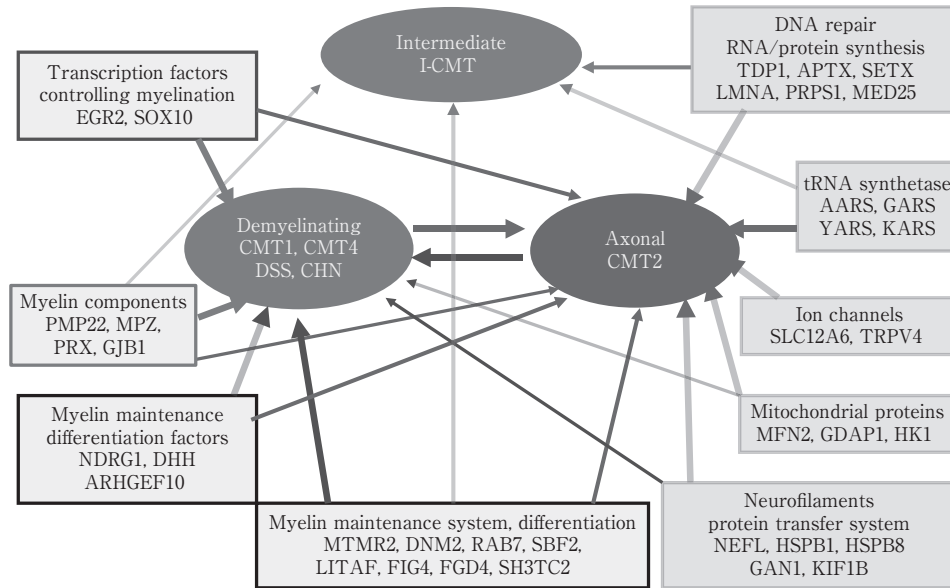 Intermediate
I-CMT
DNA repair
RNA/protein synthesis
TDP1, APTX, SETX
LMNA, PRPS1, MED25
Transcription factors
controlling myelination
EGR2, SOX10
tRNA synthetase
AARS, GARS
YARS, KARS
Demyelinating
CMT1, CMT4
DSS, CHN
Axonal
CMT2
Myelin components
PMP22, MPZ,
PRX, GJB1
Ion channels
SLC12A6, TRPV4
Myelin maintenance
differentiation factors
NDRG1, DHH
ARHGEF10
Mitochondrial proteins
MFN2, GDAP1, HK1
Myelin maintenance system, differentiation
MTMR2, DNM2, RAB7, SBF2,
LITAF, FIG4, FGD4, SH3TC2
Neurofilaments
protein transfer system
NEFL, HSPB1, HSPB8
GAN1, KIF1B